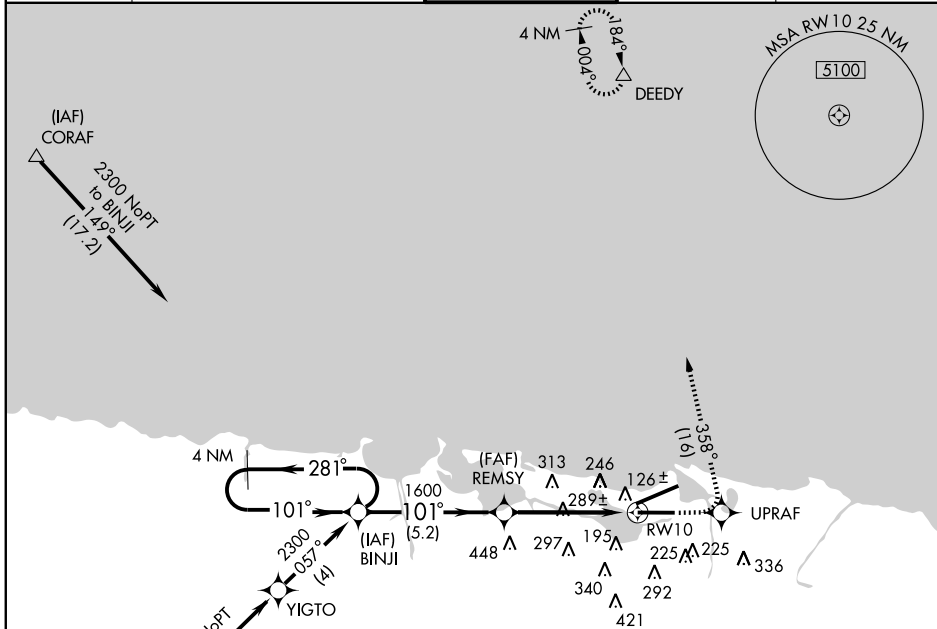 4 NM
184°
004°
DEEDY
MSA RW10 25 NM
5100
(IAF)
CORAF
2300 NoPT
to BINJI
149°
(17.2)
358°
(16)
4 NM
281°
101°
(IAF)
BINJI
1600
101°
(5.2)
(FAF)
REMSY
313
246
126±
289±
RW10
UPRAF
448
297
195
225
225
336
340
292
421
2300
057°
(4)
YIGTO
NoPT